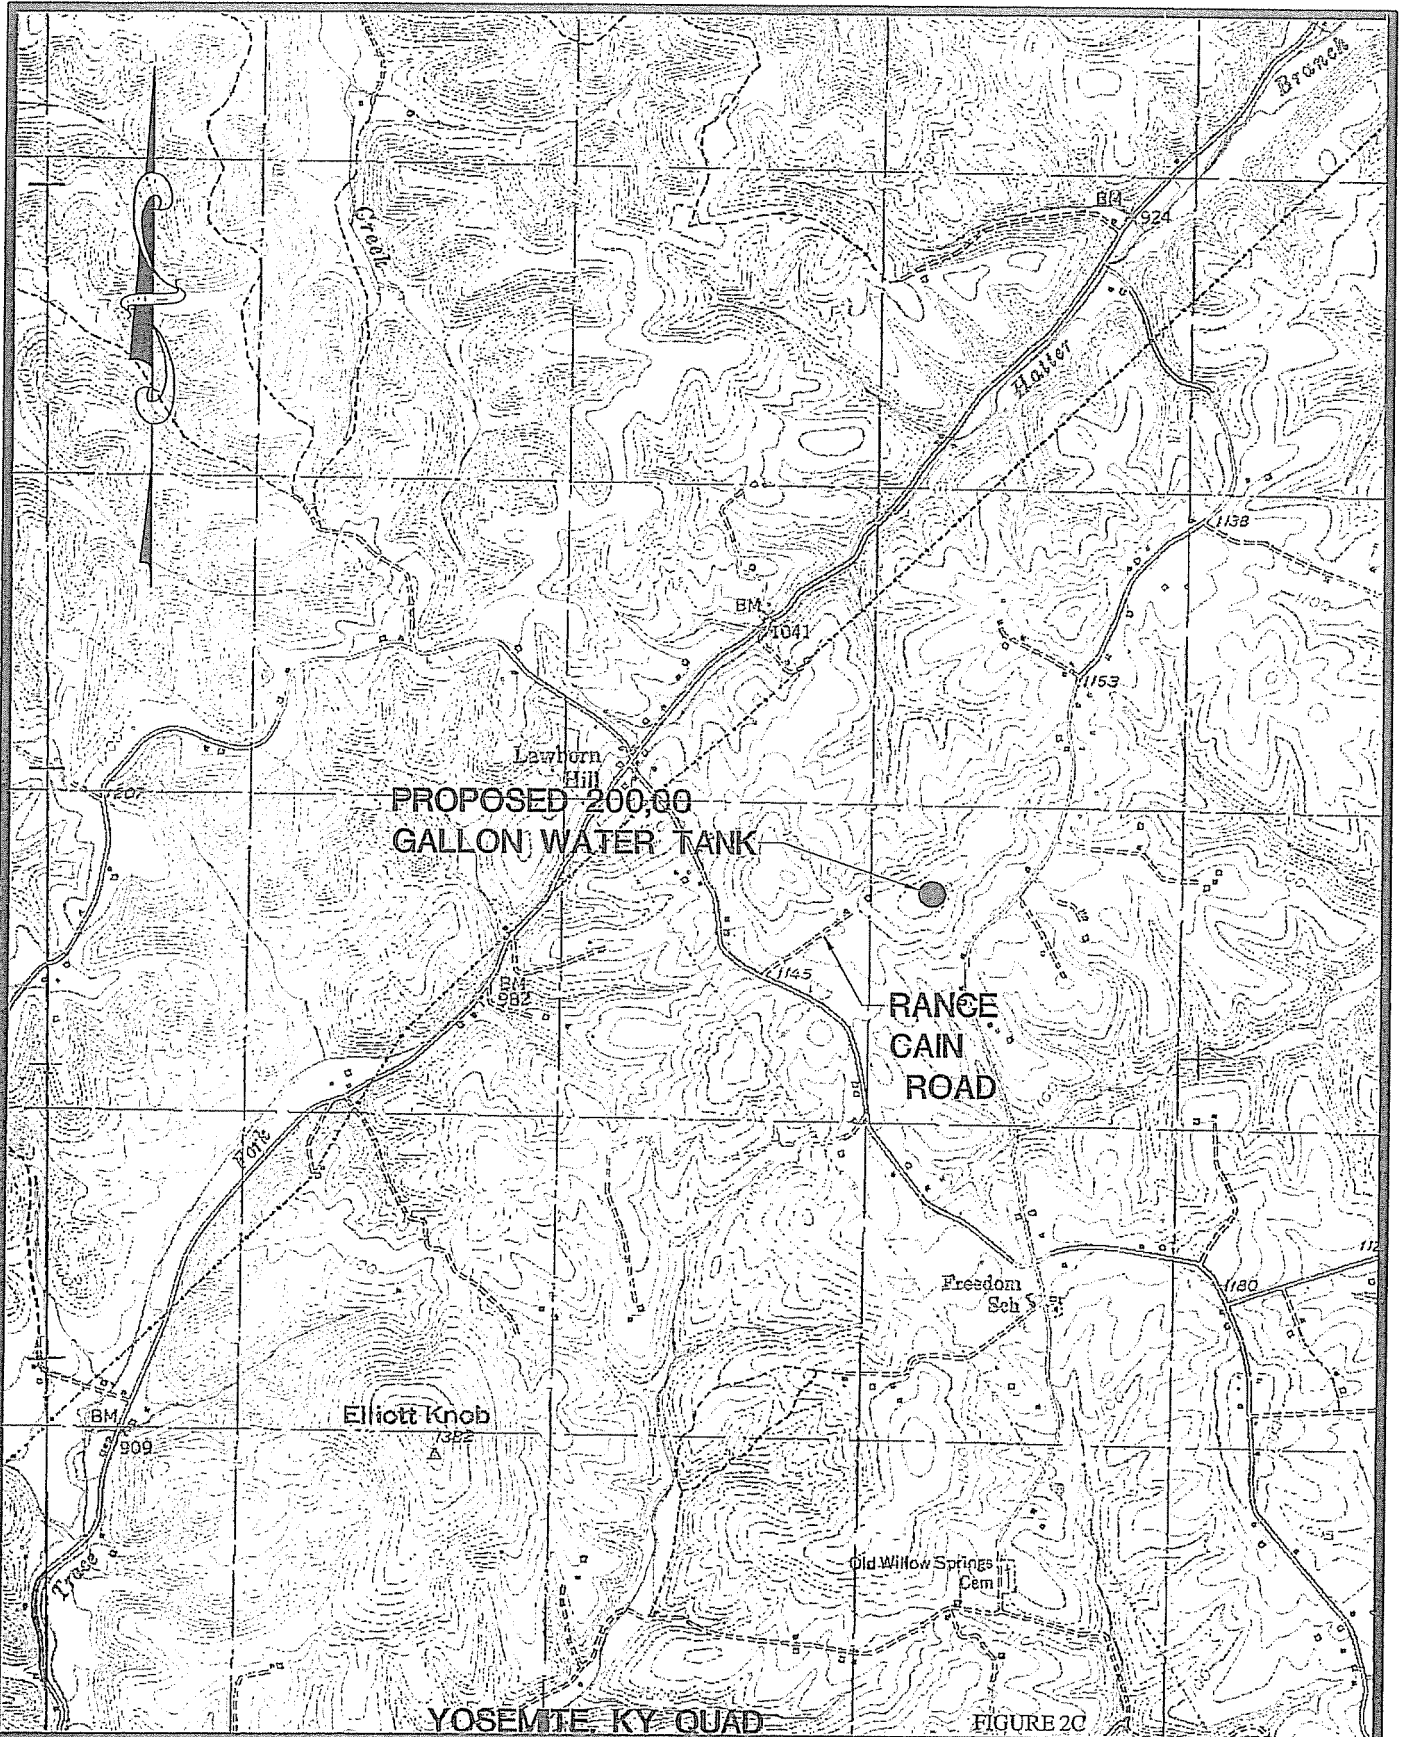 Branch
BM
924
Creek
Halter
1138
BM
1041
1153
Lawhorn
Hill
1207
PROPOSED 200,00
GALLON WATER TANK
1145
BM
982
RANCE
CAIN
ROAD
Fork
Freedom
Sch
1180
Elliott Knob
1382
BM
909
Trace
Old Willow Springs
Cem
YOSEMITE, KY QUAD
FIGURE 2C